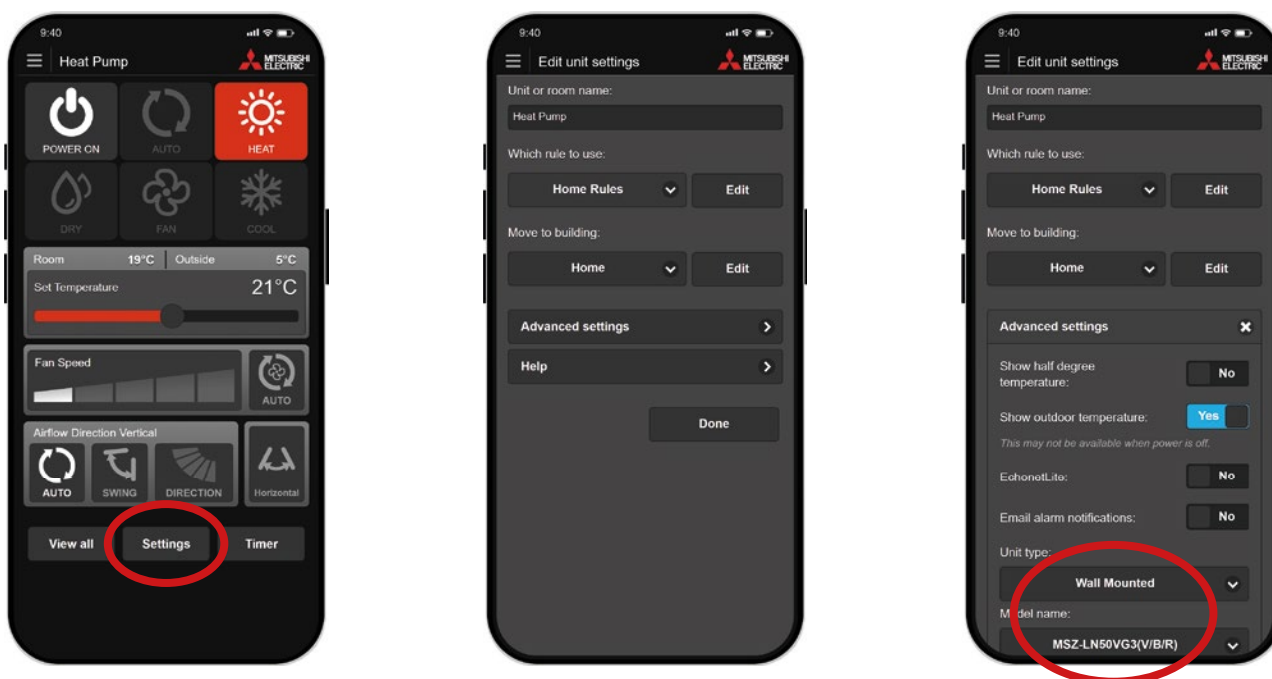 9:40
Heat Pump
MITSUBISHI
ELECTRIC
POWER ON
AUTO
HEAT
DRY
FAN
COOL
Room 19°C Outside 5°C
Set Temperature 21°C
Fan Speed
AUTO
Airflow Direction Vertical
AUTO
SWING
DIRECTION
Horizontal
View all
Settings
Timer
9:40
Edit unit settings
MITSUBISHI
ELECTRIC
Unit or room name:
Heat Pump
Which rule to use:
Home Rules
Edit
Move to building:
Home
Edit
Advanced settings
Help
Done
9:40
Edit unit settings
MITSUBISHI
ELECTRIC
Unit or room name:
Heat Pump
Which rule to use:
Home Rules
Edit
Move to building:
Home
Edit
Advanced settings
Show half degree
temperature:
No
Show outdoor temperature:
Yes
This may not be available when power is off.
EchonetLite:
No
Email alarm notifications:
No
Unit type:
Wall Mounted
Model name:
MSZ-LN50VG3(V/B/R)